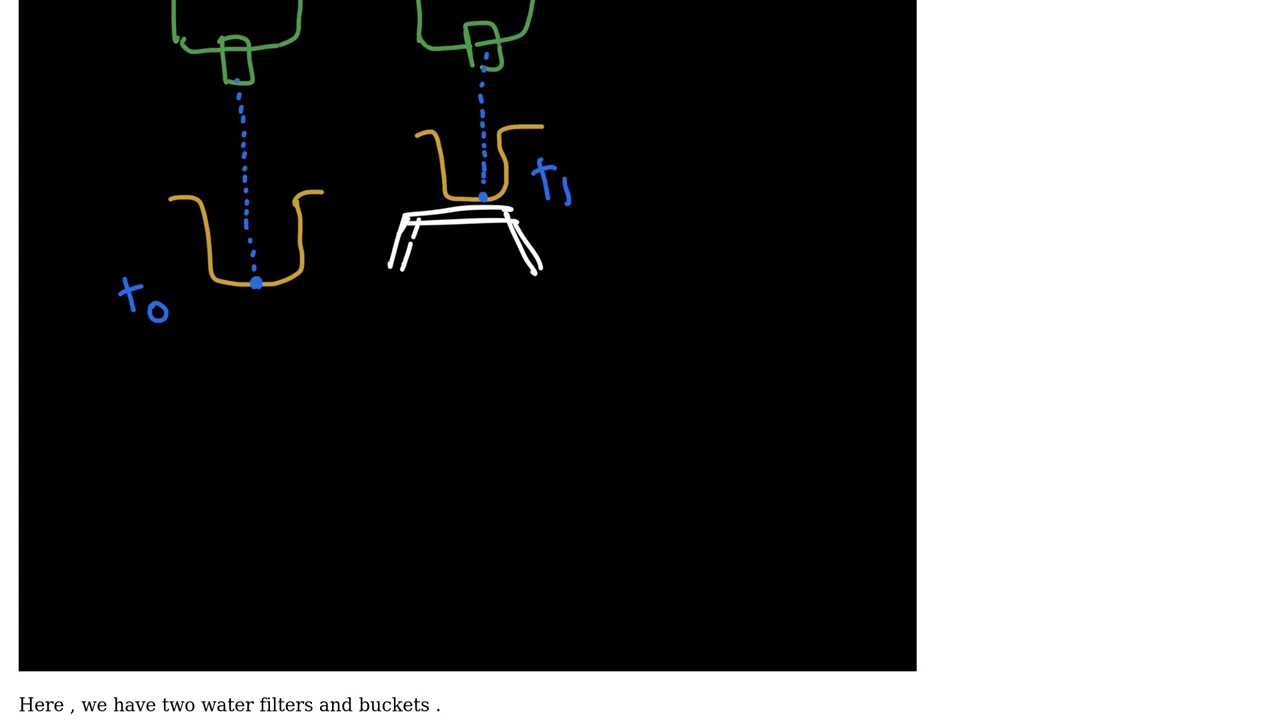 t₁
t₀
Here , we have two water filters and buckets .